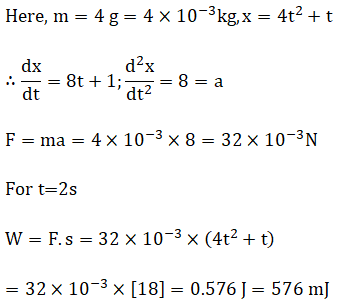 Here, m = 4 g = 4 × 10⁻³kg,x = 4t² + t
∴ dx/dt = 8t + 1; d²x/dt² = 8 = a
F = ma = 4 × 10⁻³ × 8 = 32 × 10⁻³N
For t=2s
W = F. s = 32 × 10⁻³ × (4t² + t)
= 32 × 10⁻³ × [18] = 0.576 J = 576 mJ